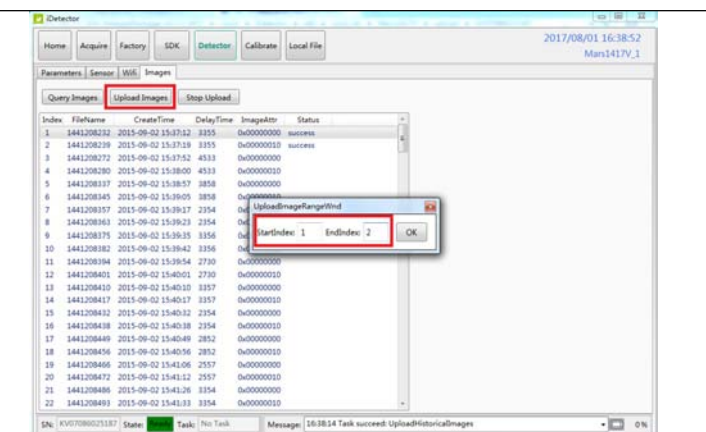 iDetector
Home Acquire Factory SDK Detector Calibrate Local File
2017/08/01 16:38:52
Mars1417V_1
Parameters Sensor Wifi Images
Query Images Upload Images Stop Upload
Index FileName CreateTime DelayTime ImageAttr Status
1 1441208232 2015-09-02 15:37:12 3355 0x00000000 success
2 1441208239 2015-09-02 15:37:19 3355 0x00000010 success
3 1441208272 2015-09-02 15:37:52 4533 0x00000000
4 1441208280 2015-09-02 15:38:00 4533 0x00000010
5 1441208337 2015-09-02 15:38:57 3858 0x00000000
6 1441208345 2015-09-02 15:39:05 3858 0x00000010
7 1441208357 2015-09-02 15:39:17 2354
8 1441208363 2015-09-02 15:39:23 2354
9 1441208375 2015-09-02 15:39:35 3356
10 1441208382 2015-09-02 15:39:42 3356
11 1441208394 2015-09-02 15:39:54 2730 0x00000000
12 1441208401 2015-09-02 15:40:01 2730 0x00000010
13 1441208410 2015-09-02 15:40:10 3357 0x00000000
14 1441208417 2015-09-02 15:40:17 3357 0x00000010
15 1441208432 2015-09-02 15:40:32 2354 0x00000000
16 1441208438 2015-09-02 15:40:38 2354 0x00000010
17 1441208449 2015-09-02 15:40:49 2852 0x00000000
18 1441208456 2015-09-02 15:40:56 2852 0x00000010
19 1441208466 2015-09-02 15:41:06 2557 0x00000000
20 1441208472 2015-09-02 15:41:12 2557 0x00000010
21 1441208486 2015-09-02 15:41:26 3354 0x00000000
22 1441208493 2015-09-02 15:41:33 3354 0x00000010
UploadImageRangeWnd
StartIndex: 1 EndIndex: 2 OK
SN: KV07086025187 State: Ready Task: No Task Message: 16:38:14 Task succeed: UploadHistoricalImages 0%